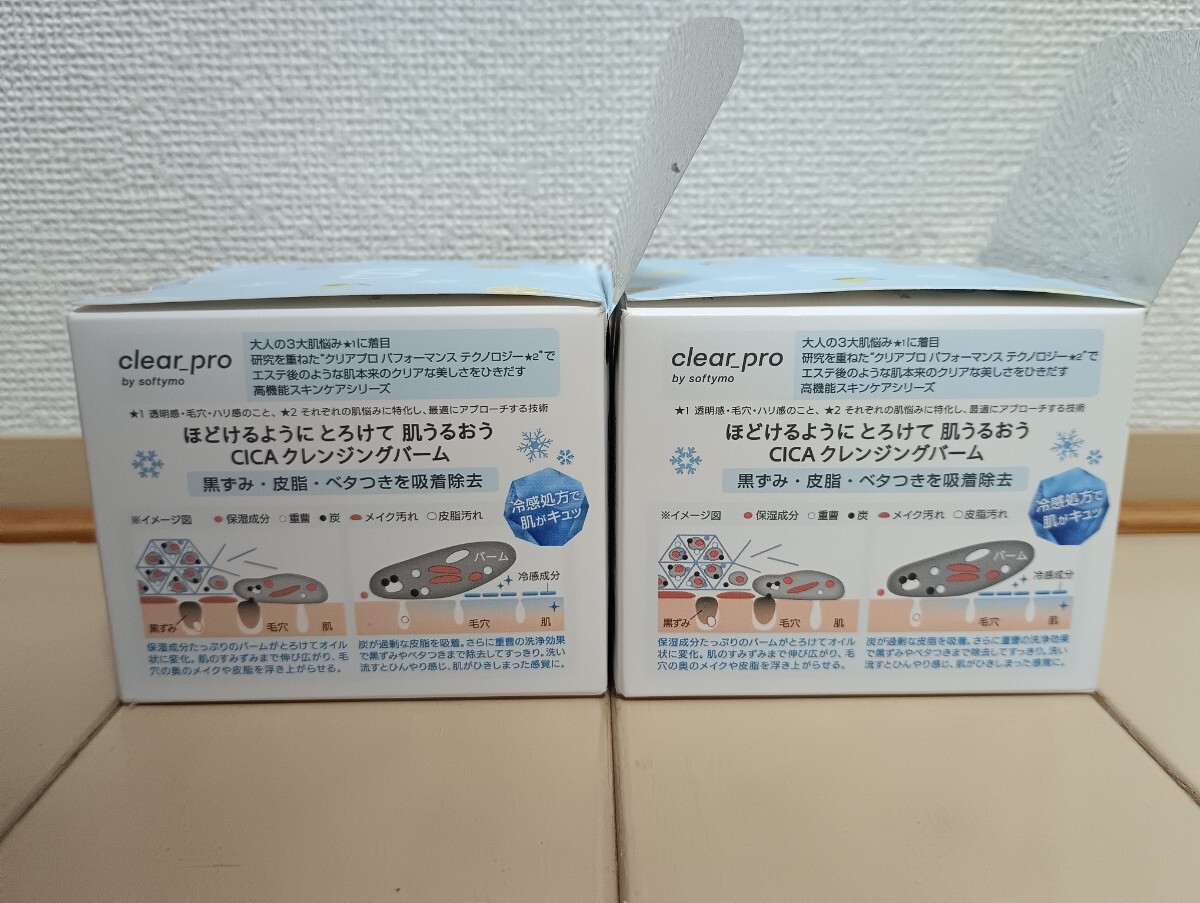 clear_pro
by softymo
大人の3大肌悩み★1に着目
研究を重ねた"クリアプロ パフォーマンス テクノロジー★2"で
エステ後のような肌本来のクリアな美しさをひきだす
高機能スキンケアシリーズ
★1 透明感・毛穴・ハリ感のこと、★2 それぞれの肌悩みに特化し、最適にアプローチする技術
ほどけるように とろけて 肌うるおう
CICA クレンジングバーム
黒ずみ・皮脂・ベタつきを吸着除去
冷感処方で
肌がキュッ
※イメージ図 保湿成分 重曹 炭 メイク汚れ 皮脂汚れ
バーム
冷感成分
黒ずみ 毛穴 肌 毛穴 肌
保湿成分たっぷりのバームがとろけてオイル
状に変化。肌のすみずみまで伸び広がり、毛
穴の奥のメイクや皮脂を浮き上がらせる。
炭が過剰な皮脂を吸着。さらに重曹の洗浄効果
で黒ずみやベタつきまで除去してすっきり。洗い
流すとひんやり感じ、肌がひきしまった感覚に。
clear_pro
by softymo
大人の3大肌悩み★1に着目
研究を重ねた"クリアプロ パフォーマンス テクノロジー★2"で
エステ後のような肌本来のクリアな美しさをひきだす
高機能スキンケアシリーズ
★1 透明感・毛穴・ハリ感のこと、★2 それぞれの肌悩みに特化し、最適にアプローチする技術
ほどけるように とろけて 肌うるおう
CICA クレンジングバーム
黒ずみ・皮脂・ベタつきを吸着除去
冷感処方で
肌がキュッ
※イメージ図 保湿成分 重曹 炭 メイク汚れ 皮脂汚れ
バーム
冷感成分
黒ずみ 毛穴 肌 毛穴 肌
保湿成分たっぷりのバームがとろけてオイル
状に変化。肌のすみずみまで伸び広がり、毛
穴の奥のメイクや皮脂を浮き上がらせる。
炭が過剰な皮脂を吸着。さらに重曹の洗浄効果
で黒ずみやベタつきまで除去してすっきり。洗い
流すとひんやり感じ、肌がひきしまった感覚に。